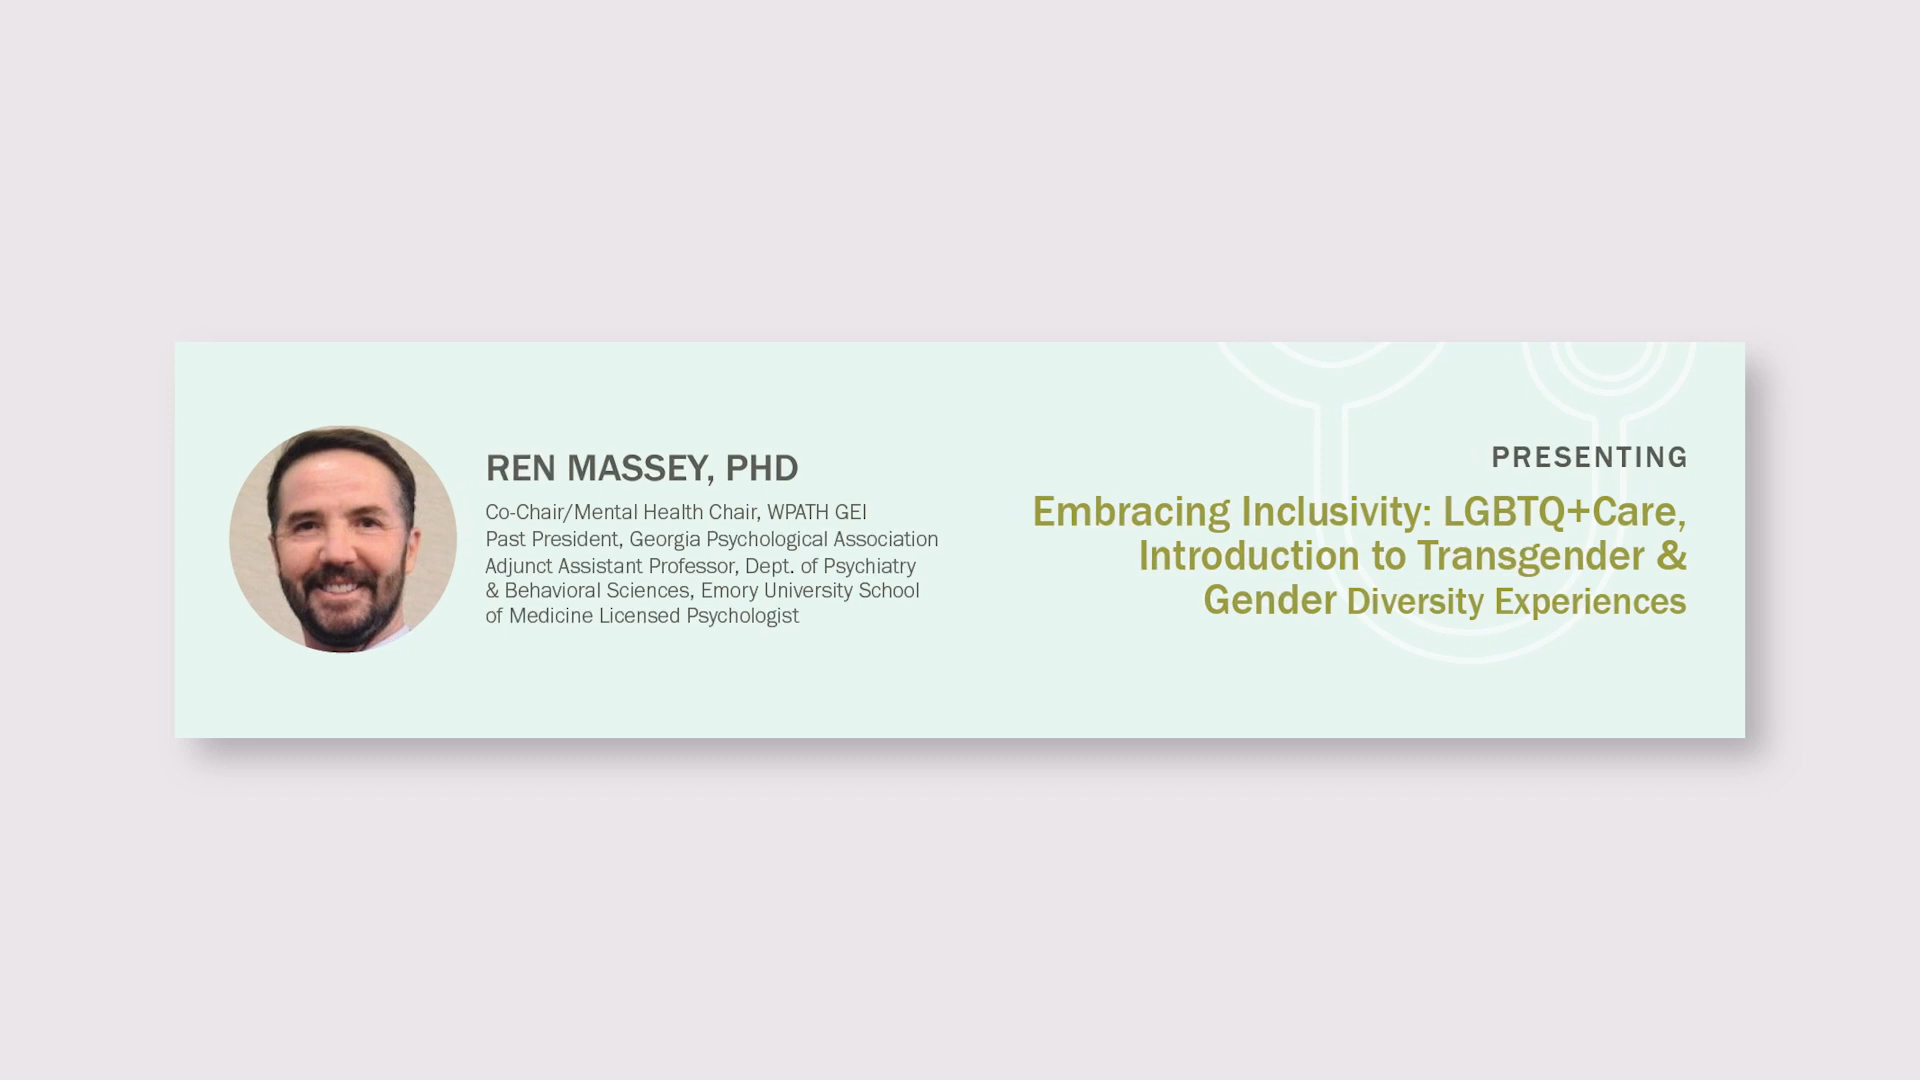 REN MASSEY, PHD
Co-Chair/Mental Health Chair, WPATH GEI
Past President, Georgia Psychological Association
Adjunct Assistant Professor, Dept. of Psychiatry
& Behavioral Sciences, Emory University School
of Medicine Licensed Psychologist
PRESENTING
Embracing Inclusivity: LGBTQ+Care,
Introduction to Transgender &
Gender Diversity Experiences